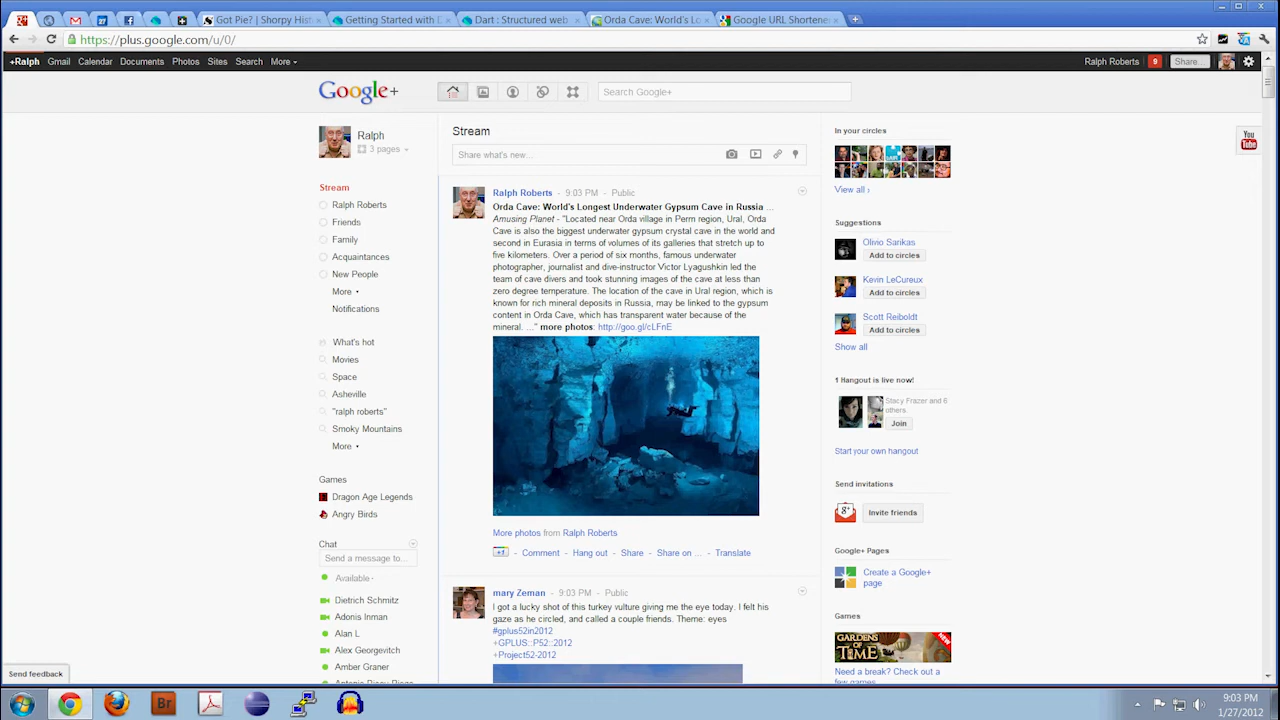 Got Pie? | Shorpy His
Getting Started with D
Dart : Structured web
Orda Cave: World's Lo
Google URL Shortene
https://plus.google.com/u/0/
+Ralph Gmail Calendar Documents Photos Sites Search More
Ralph Roberts 9 Share...
Google+
Search Google+
Ralph
3 pages
Stream
Ralph Roberts
Friends
Family
Acquaintances
New People
More
Notifications
What's hot
Movies
Space
Asheville
"ralph roberts"
Smoky Mountains
More
Games
Dragon Age Legends
Angry Birds
Chat
Send a message to...
Available
Dietrich Schmitz
Adonis Inman
Alan L
Alex Georgevitch
Amber Graner
Send feedback
Stream
Share what's new...
Ralph Roberts - 9:03 PM - Public
Orda Cave: World's Longest Underwater Gypsum Cave in Russia ...
Amusing Planet - "Located near Orda village in Perm region, Ural, Orda
Cave is also the biggest underwater gypsum crystal cave in the world and
second in Eurasia in terms of volumes of its galleries that stretch up to
five kilometers. Over a period of six months, famous underwater
photographer, journalist and dive-instructor Victor Lyagushkin led the
team of cave divers and took stunning images of the cave at less than
zero degree temperature. The location of the cave in Ural region, which is
known for rich mineral deposits in Russia, may be linked to the gypsum
content in Orda Cave, which has transparent water because of the
mineral. ..." more photos: http://goo.gl/cLFnE
More photos from Ralph Roberts
+1 - Comment - Hang out - Share - Share on ... - Translate
mary Zeman - 9:03 PM - Public
I got a lucky shot of this turkey vulture giving me the eye today. I felt his
gaze as he circled, and called a couple friends. Theme: eyes
#gplus52in2012
+GPLUS::P52::2012
+Project52-2012
In your circles
View all ›
Suggestions
Olivio Sarikas
Add to circles
Kevin LeCureux
Add to circles
Scott Reiboldt
Add to circles
Show all
1 Hangout is live now!
Stacy Frazer and 6
others.
Join
Start your own hangout
Send invitations
Invite friends
Google+ Pages
Create a Google+
page
Games
GARDENS
OF TIME
NEW
Need a break? Check out a
few games.
You
Tube
Br
9:03 PM
1/27/2012